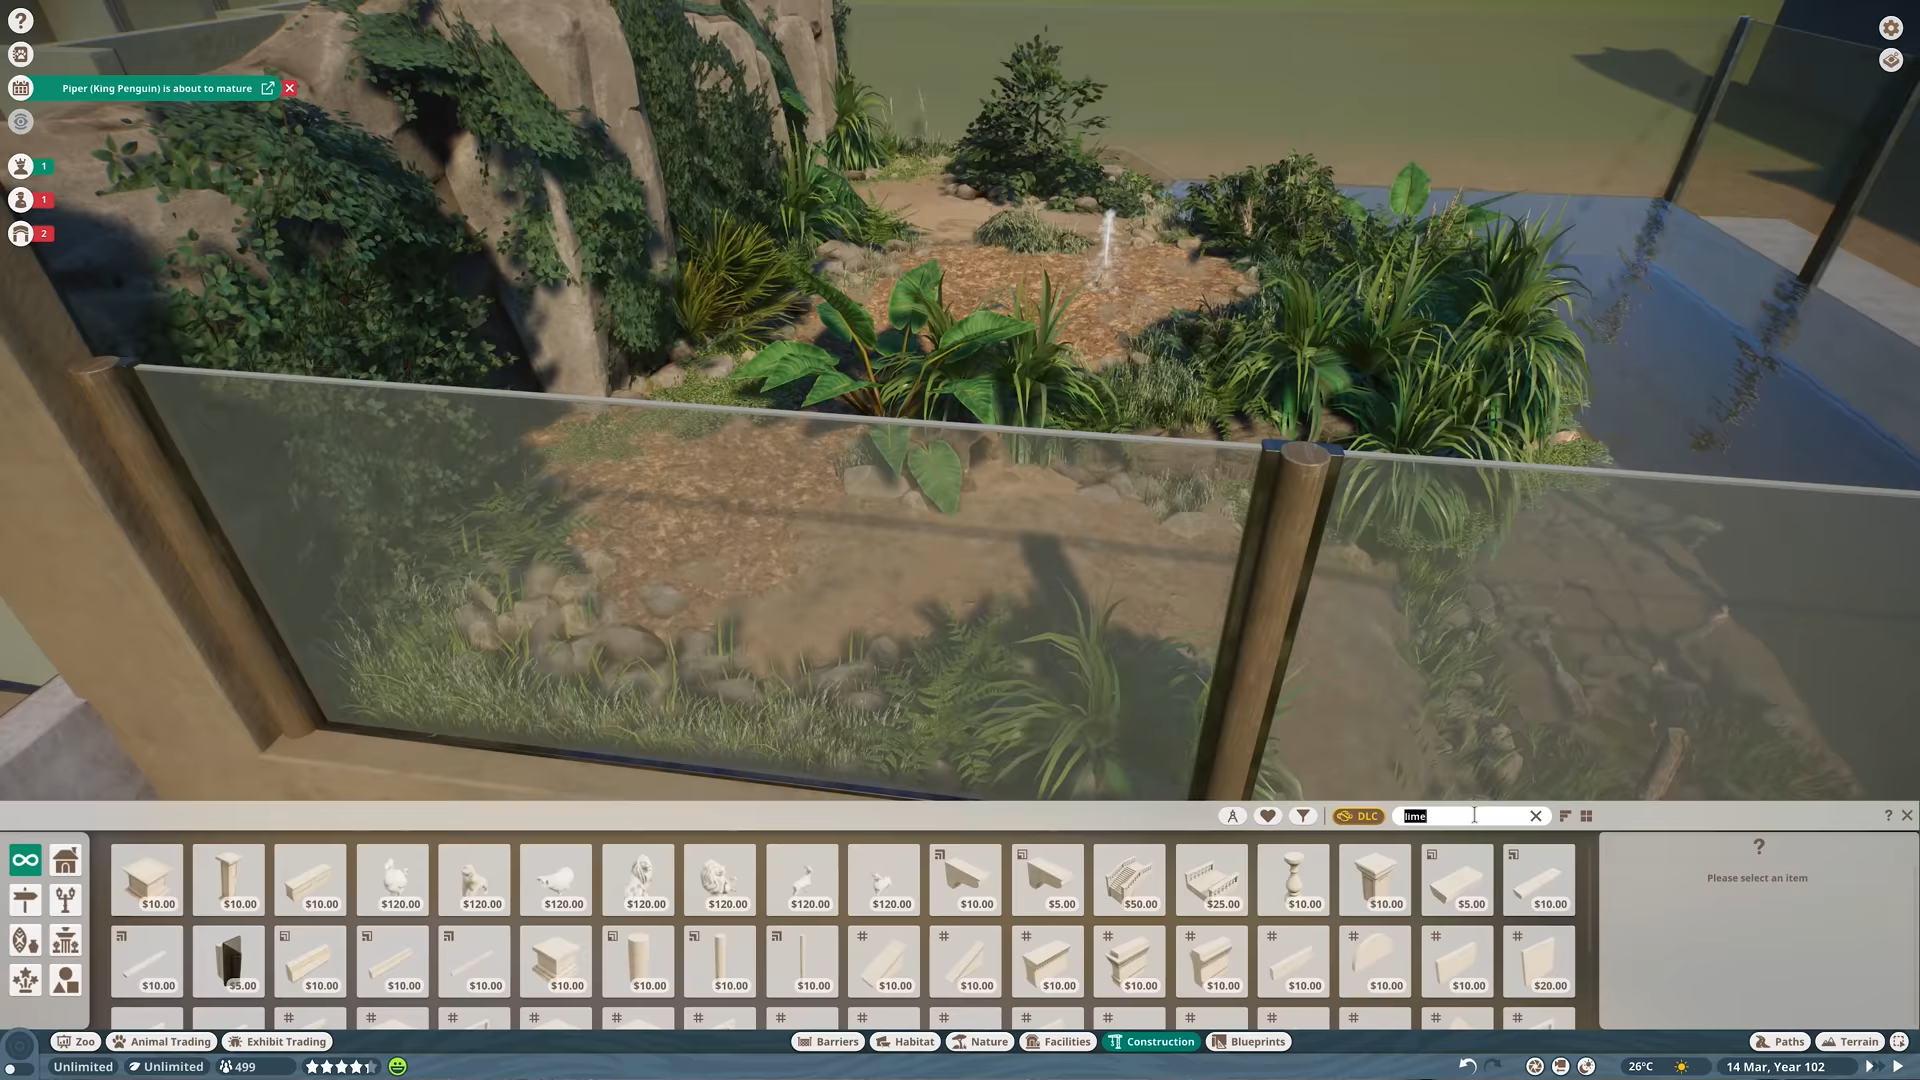 ?
Piper (King Penguin) is about to mature
1
1
2
DLC
lime
?
$10.00 $10.00 $10.00 $120.00 $120.00 $120.00 $120.00 $120.00 $120.00 $120.00 $10.00 $5.00 $50.00 $25.00 $10.00 $10.00 $5.00 $10.00
$10.00 $5.00 $10.00 $10.00 $10.00 $10.00 $10.00 $10.00 $10.00 $10.00 $10.00 $10.00 $10.00 $10.00 $10.00 $10.00 $10.00 $20.00
?
Please select an item
Zoo Animal Trading Exhibit Trading Barriers Habitat Nature Facilities Construction Blueprints Paths Terrain
Unlimited Unlimited 499 26°C 14 Mar, Year 102